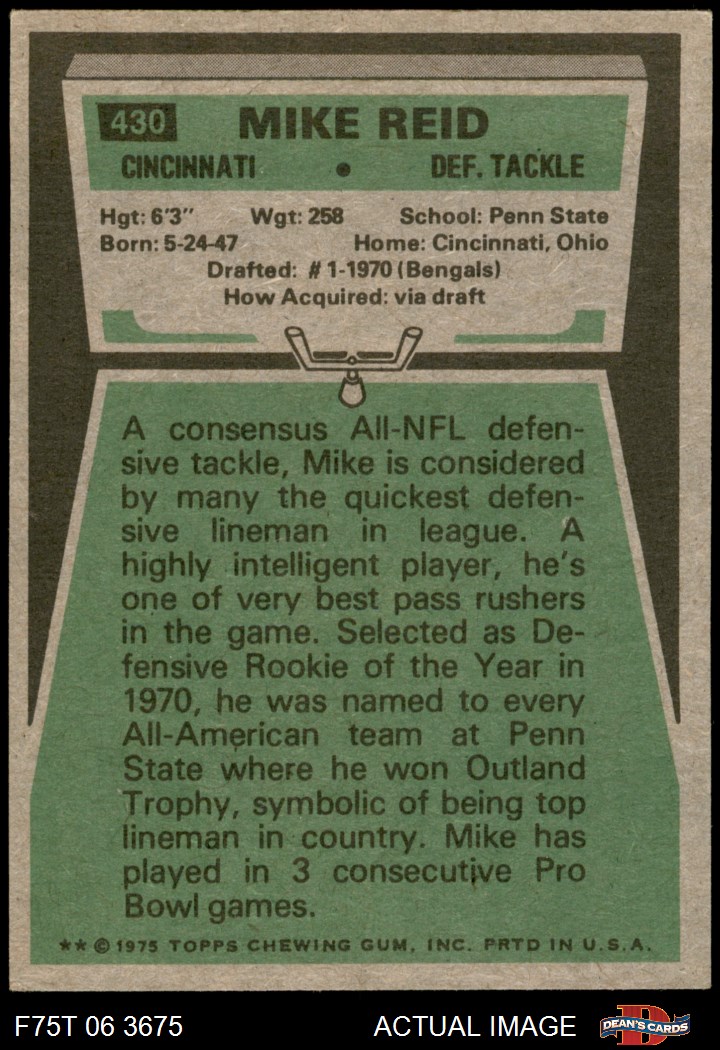 430 MIKE REID
CINCINNATI • DEF. TACKLE
Hgt: 6'3" Wgt: 258 School: Penn State
Born: 5-24-47 Home: Cincinnati, Ohio
Drafted: #1-1970 (Bengals)
How Acquired: via draft
A consensus All-NFL defen-
sive tackle, Mike is considered
by many the quickest defen-
sive lineman in league. A
highly intelligent player, he's
one of very best pass rushers
in the game. Selected as De-
fensive Rookie of the Year in
1970, he was named to every
All-American team at Penn
State where he won Outland
Trophy, symbolic of being top
lineman in country. Mike has
played in 3 consecutive Pro
Bowl games.
**© 1975 TOPPS CHEWING GUM, INC. PRTD IN U.S.A.
F75T 06 3675 ACTUAL IMAGE D DEAN'S CARDS